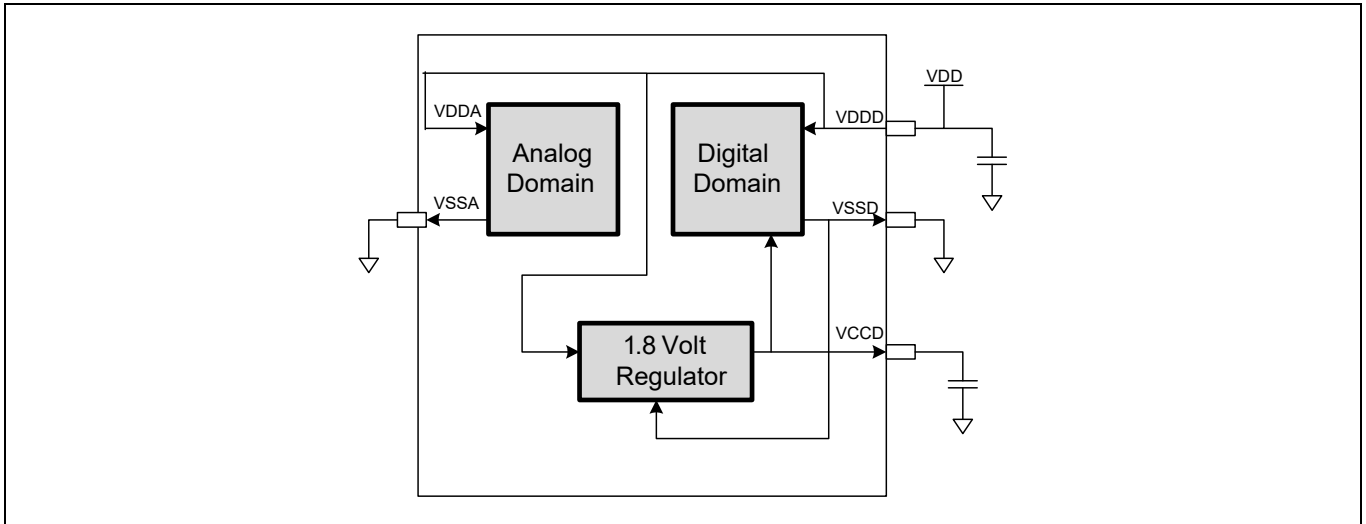 VDD
VDDA
VDDD
Analog
Domain
Digital
Domain
VSSA
VSSD
VCCD
1.8 Volt
Regulator